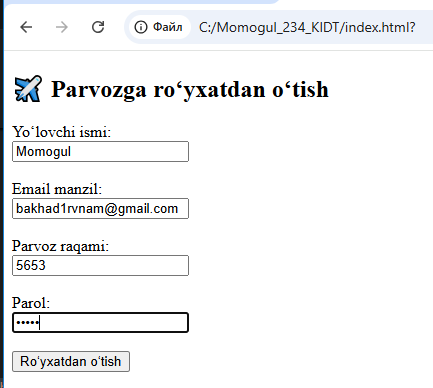 Файл C:/Momogul_234_KIDT/index.html?
Parvozga ro‘yxatdan o‘tish
Yo‘lovchi ismi:
Momogul
Email manzil:
bakhad1rvnam@gmail.com
Parvoz raqami:
5653
Parol:
•••••
Ro‘yxatdan o‘tish